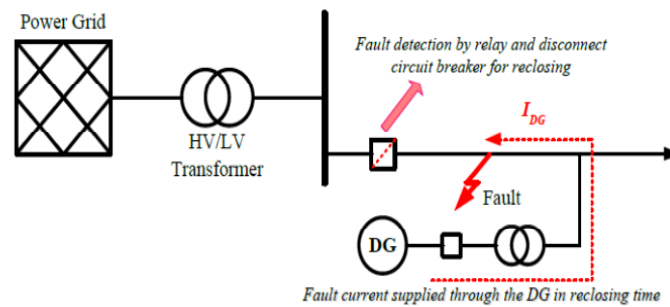 Power Grid
Fault detection by relay and disconnect
circuit breaker for reclosing
I_DG
HV/LV
Transformer
Fault
DG
Fault current supplied through the DG in reclosing time